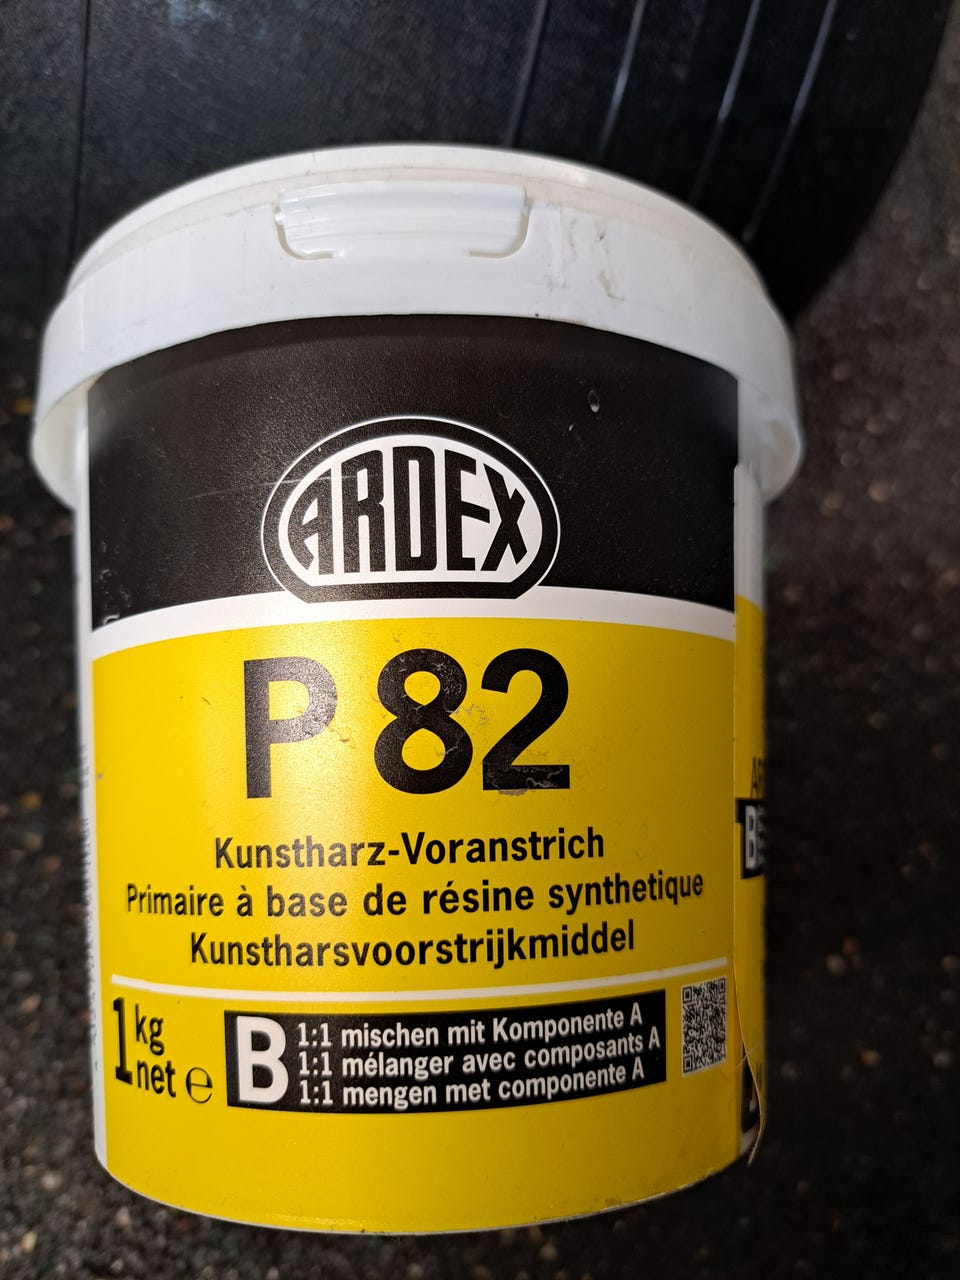 ARDEX
P 82
Kunstharz-Voranstrich
Primaire à base de résine synthetique
Kunstharsvoorstrijkmiddel
1 kg
net e
B
1:1 mischen mit Komponente A
1:1 mélanger avec composants A
1:1 mengen met componente A